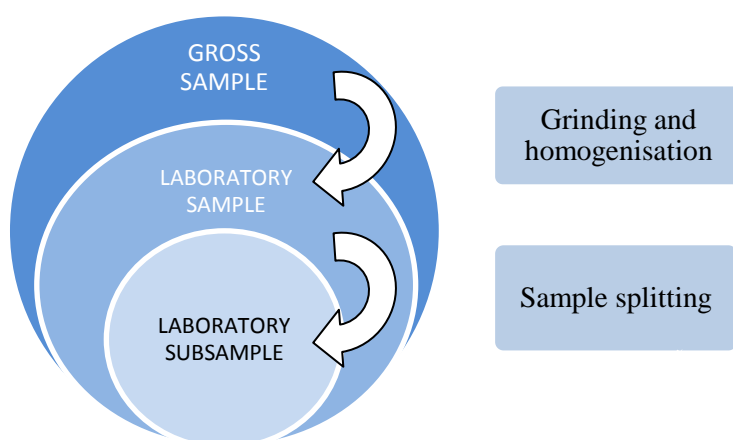 GROSS
SAMPLE
LABORATORY
SAMPLE
LABORATORY
SUBSAMPLE
Grinding and
homogenisation
Sample splitting